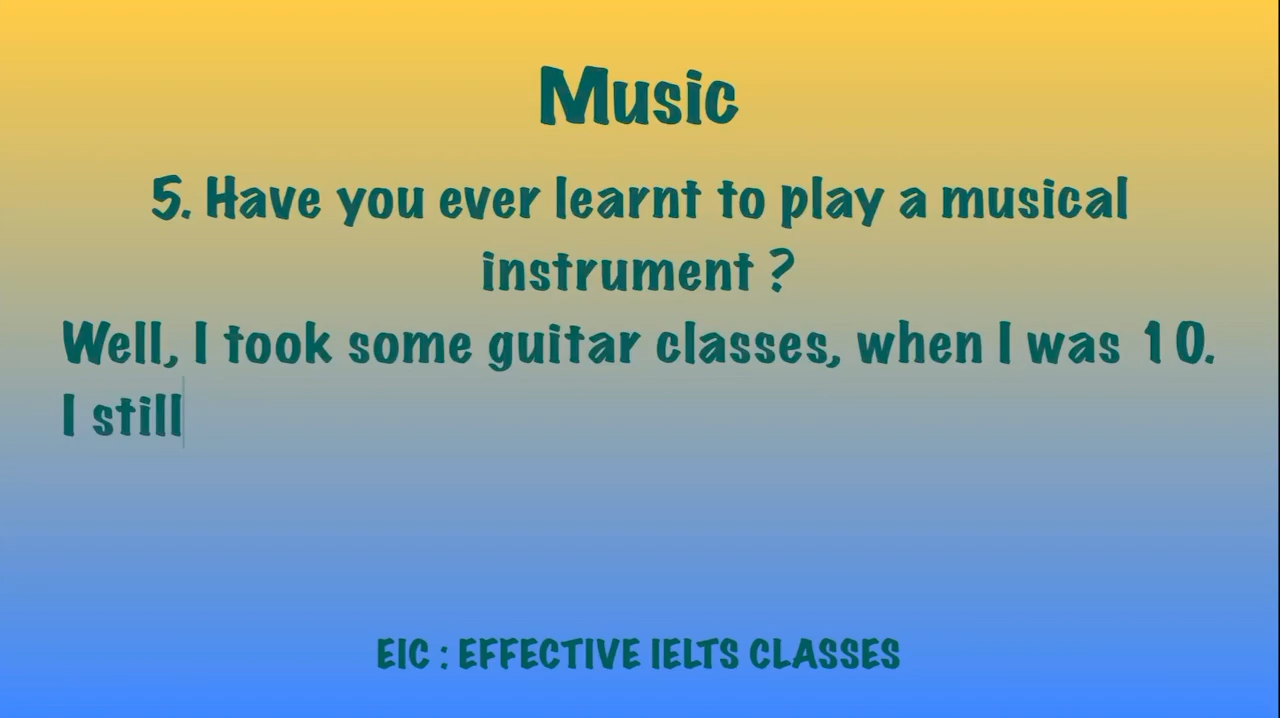 Music
5. Have you ever learnt to play a musical
instrument ?
Well, I took some guitar classes, when I was 10.
I still
EIC : EFFECTIVE IELTS CLASSES